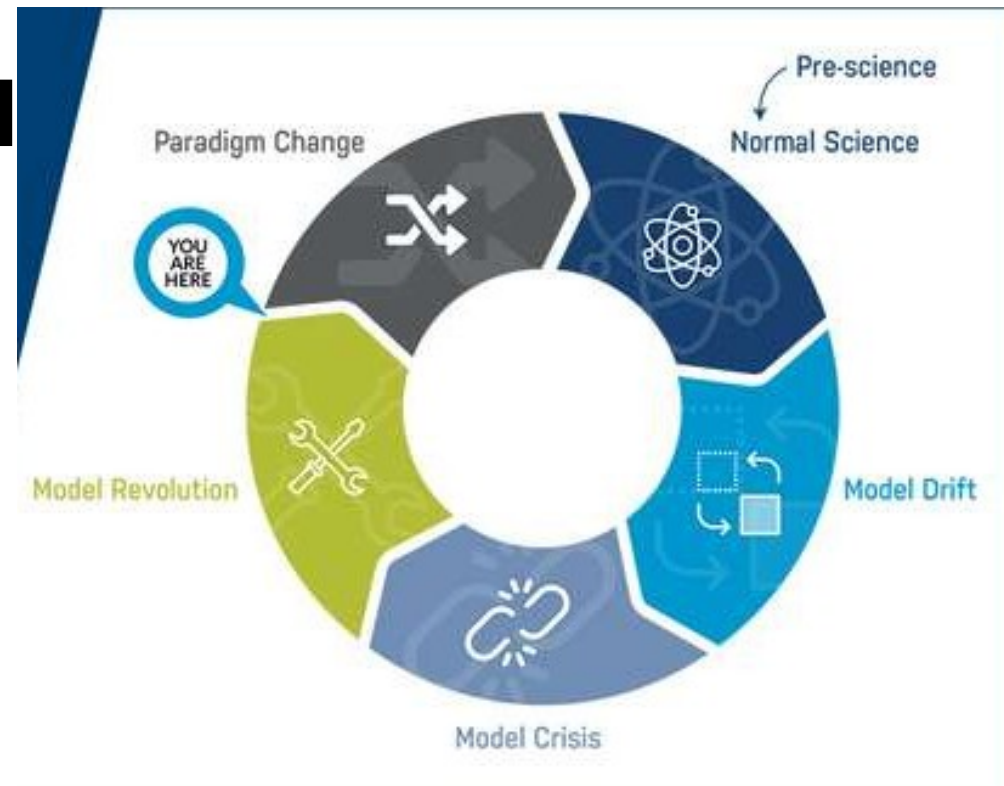 Pre-science
Normal Science
Paradigm Change
YOU
ARE
HERE
Model Revolution
Model Drift
Model Crisis